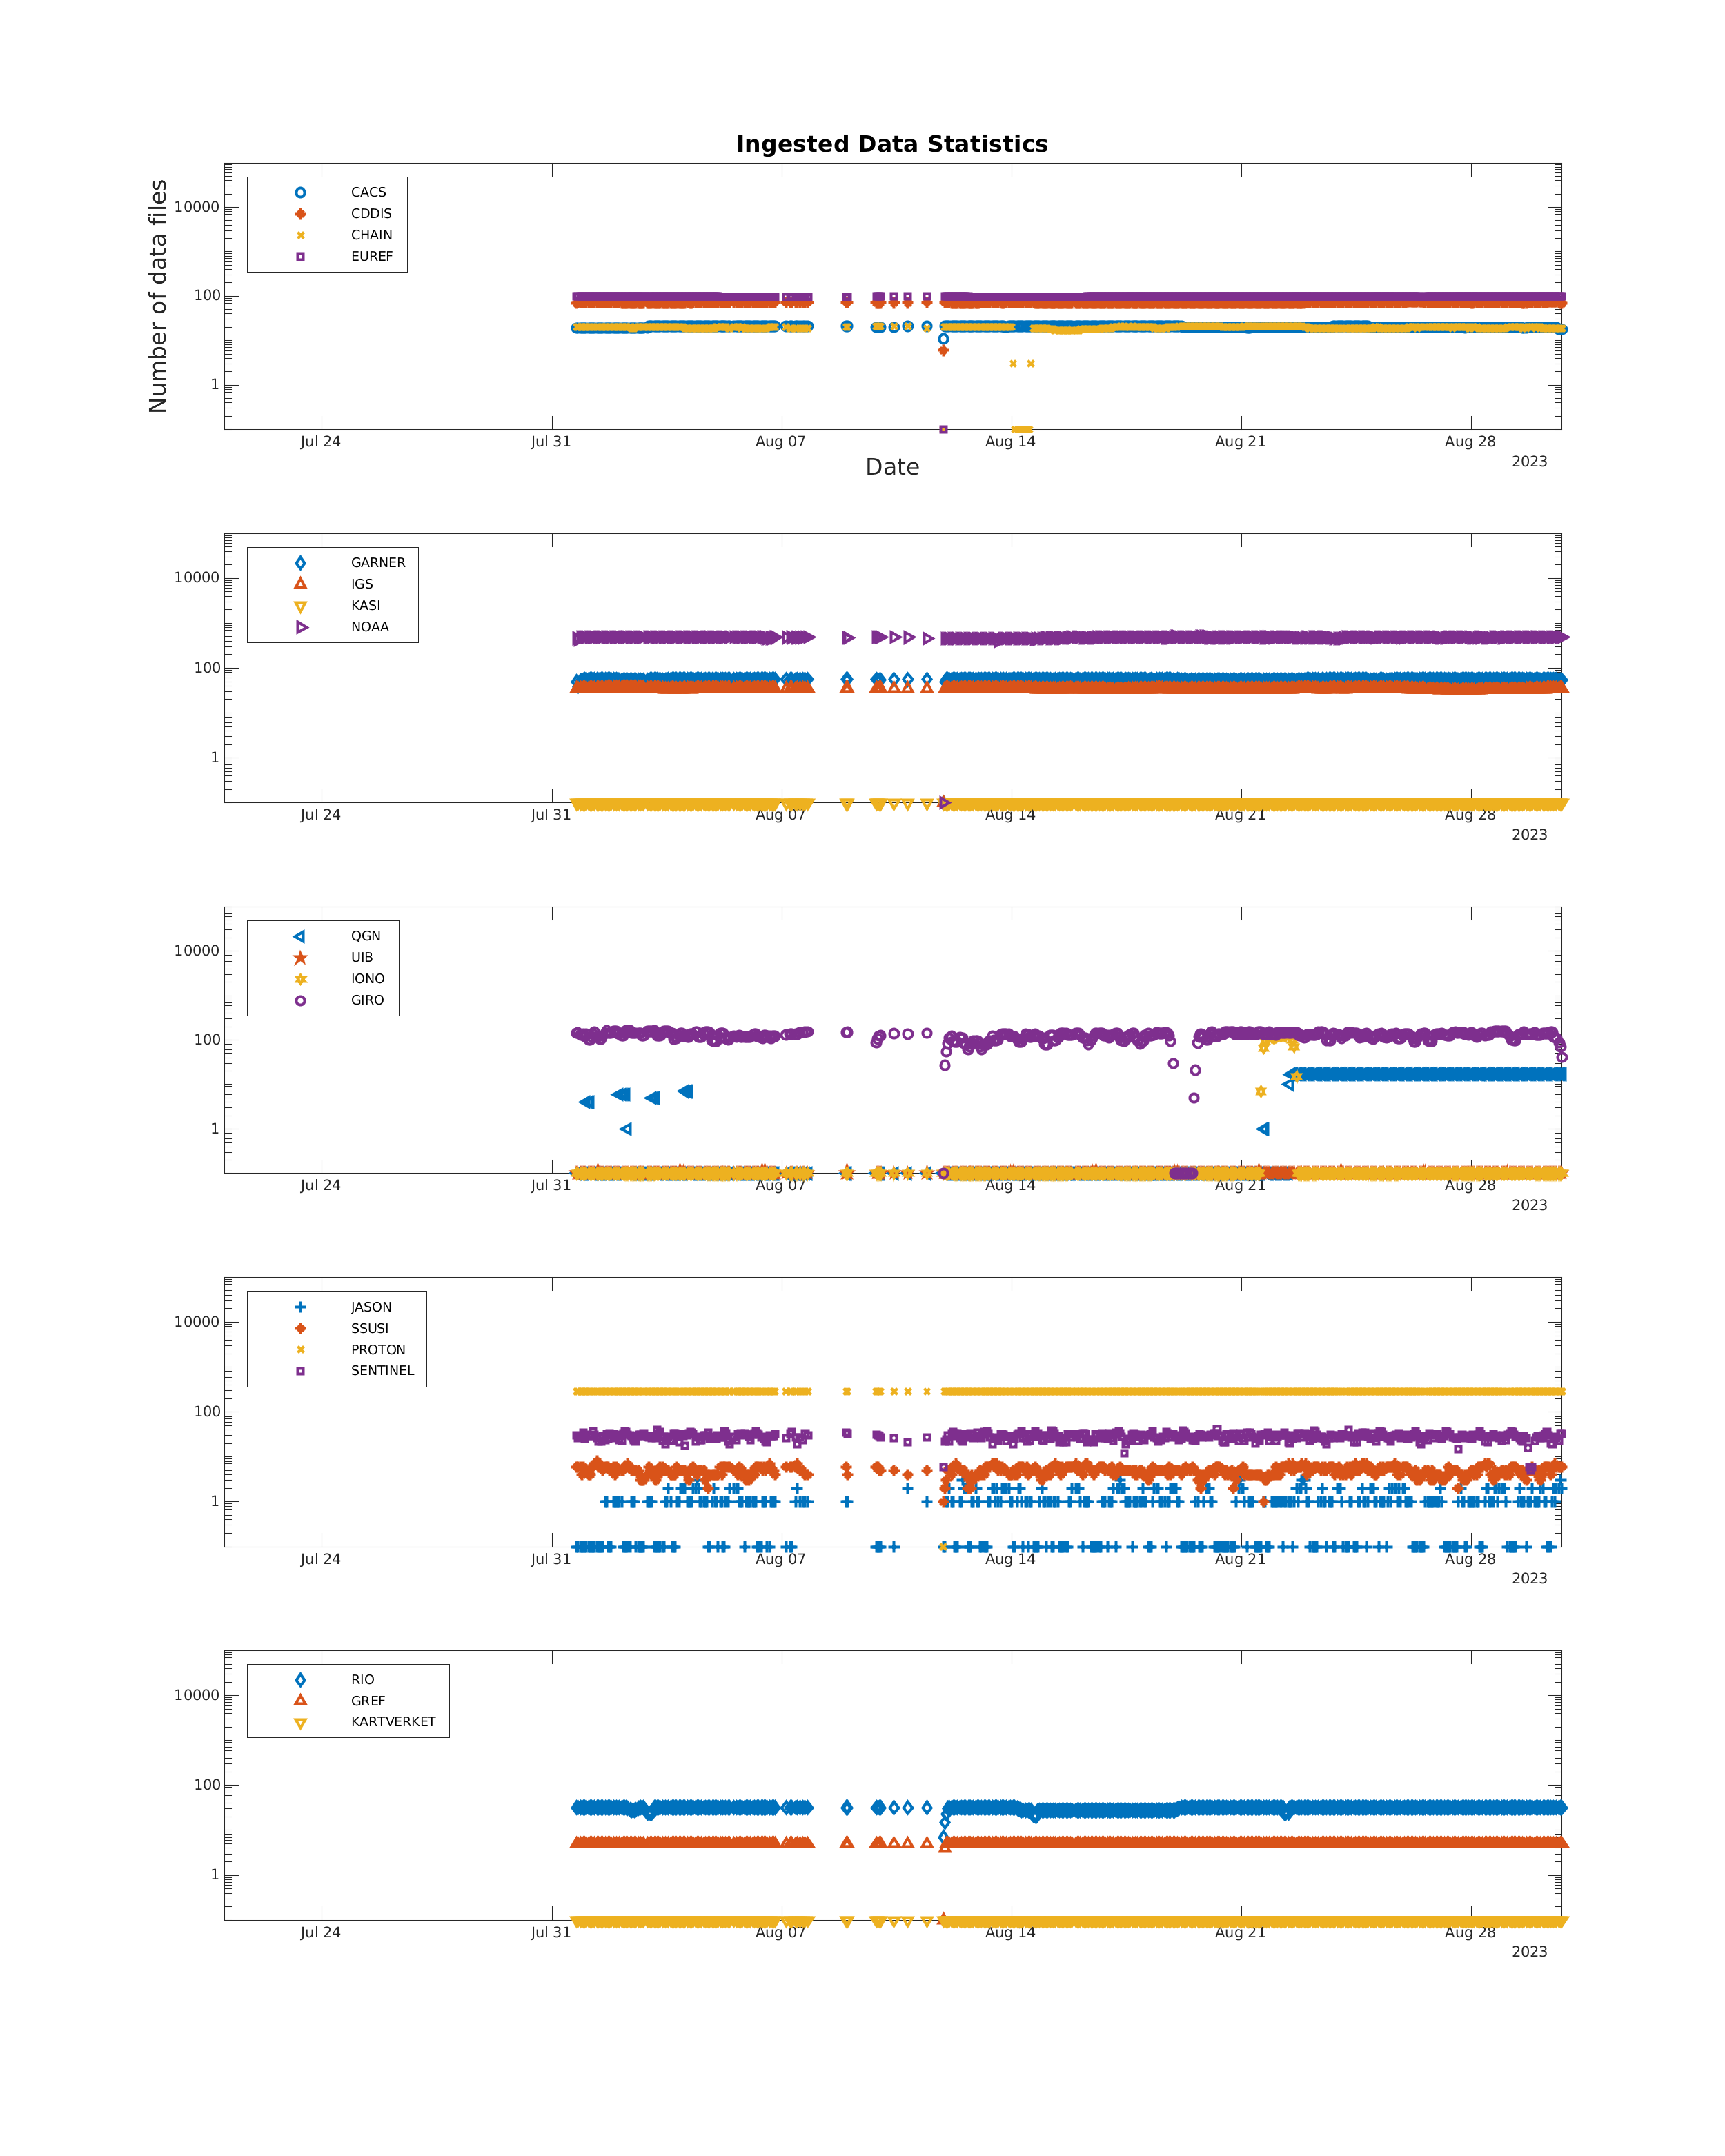 Ingested Data Statistics
Number of data files
10000
100
1
CACS
CDDIS
CHAIN
EUREF
Jul 24 Jul 31 Aug 07 Aug 14 Aug 21 Aug 28
2023
Date
10000
100
1
GARNER
IGS
KASI
NOAA
Jul 24 Jul 31 Aug 07 Aug 14 Aug 21 Aug 28
2023
10000
100
1
QGN
UIB
IONO
GIRO
Jul 24 Jul 31 Aug 07 Aug 14 Aug 21 Aug 28
2023
10000
100
1
JASON
SSUSI
PROTON
SENTINEL
Jul 24 Jul 31 Aug 07 Aug 14 Aug 21 Aug 28
2023
10000
100
1
RIO
GREF
KARTVERKET
Jul 24 Jul 31 Aug 07 Aug 14 Aug 21 Aug 28
2023